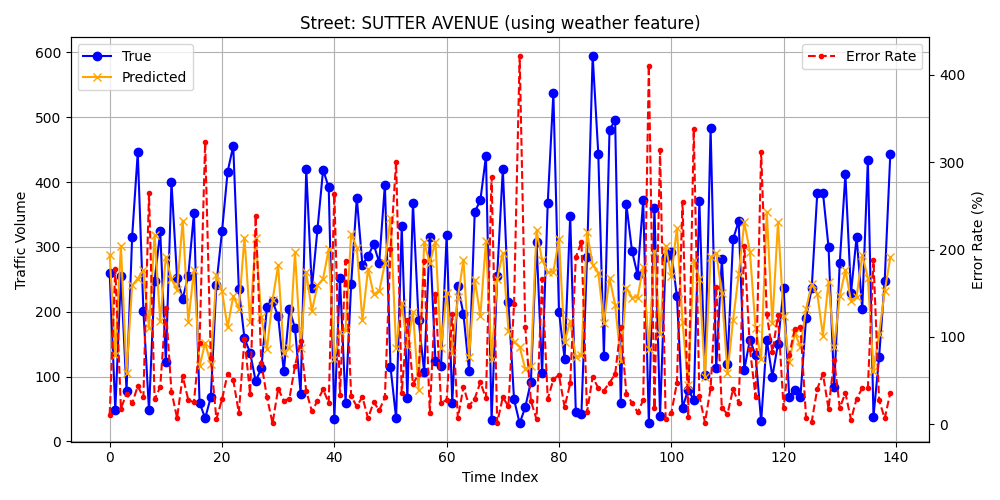 Street: SUTTER AVENUE (using weather feature)
True
Predicted
Error Rate
Traffic Volume
600
500
400
300
200
100
0
400
300
200
100
0
Error Rate (%)
0 20 40 60 80 100 120 140
Time Index